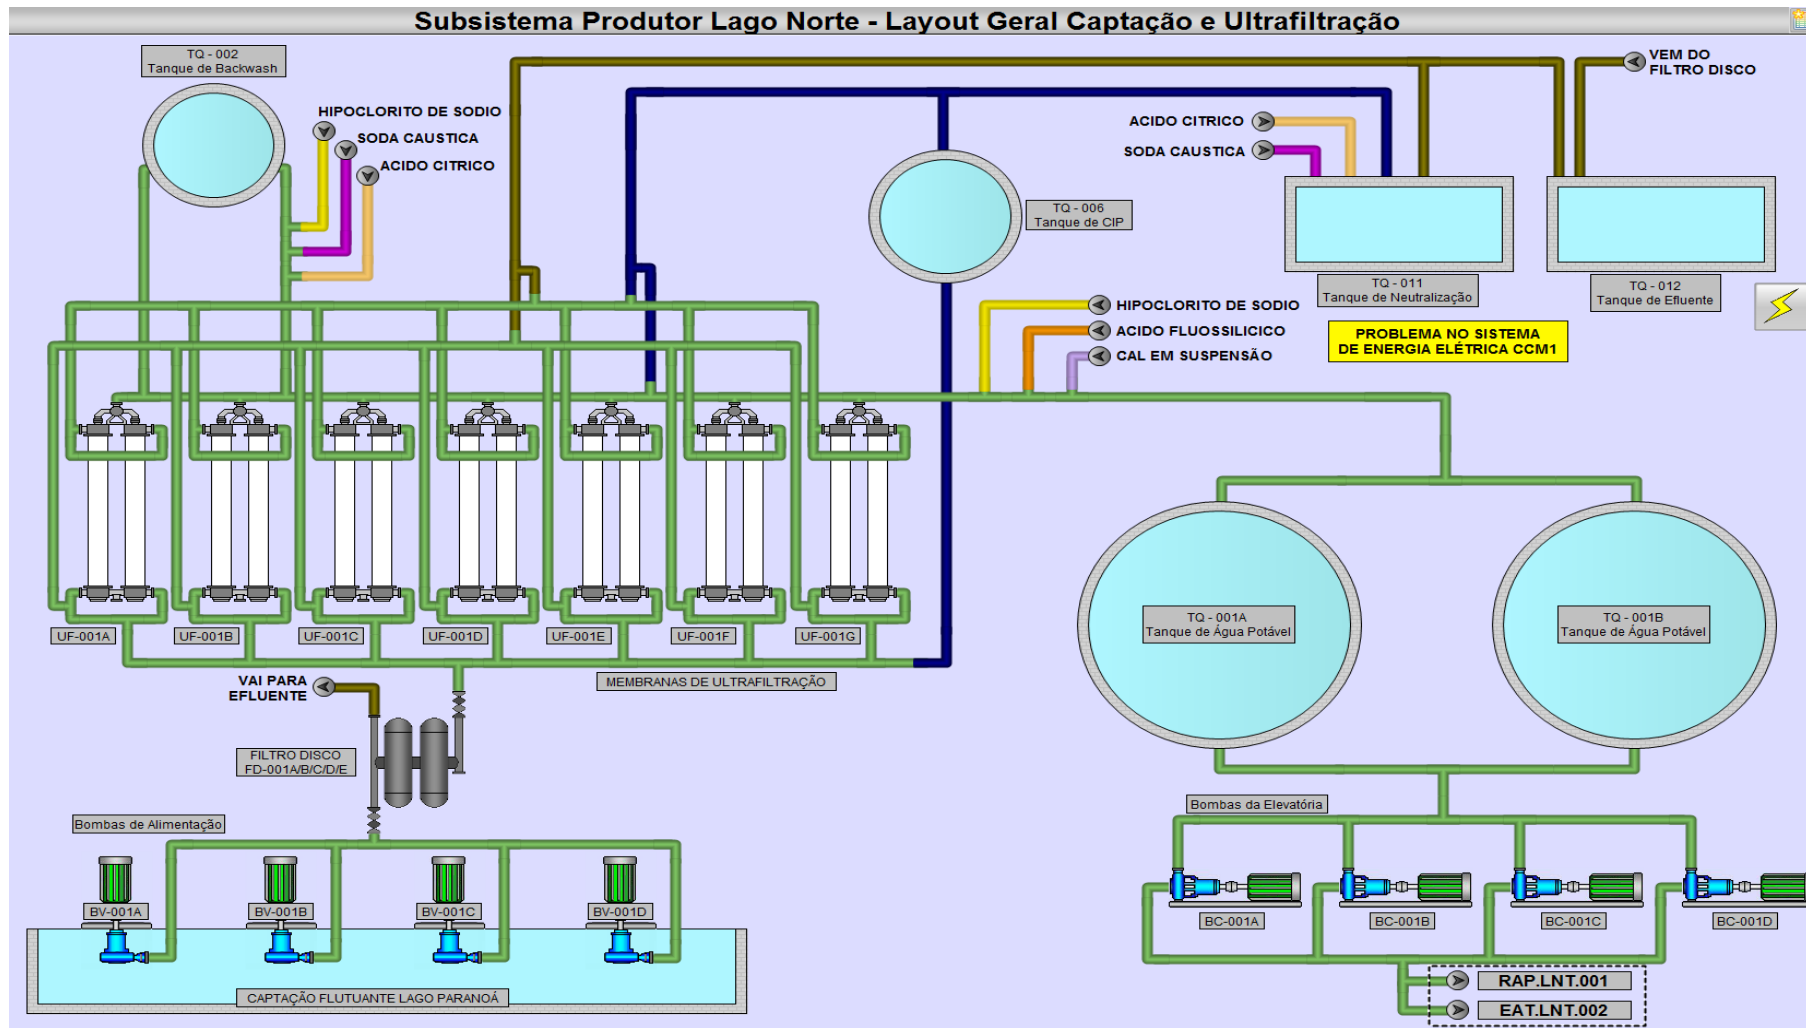 Subsistema Produtor Lago Norte - Layout Geral Captação e Ultrafiltração
TQ - 002
Tanque de Backwash
HIPOCLORITO DE SODIO
SODA CAUSTICA
ACIDO CITRICO
VEM DO
FILTRO DISCO
ACIDO CITRICO
SODA CAUSTICA
TQ - 006
Tanque de CIP
TQ - 011
Tanque de Neutralização
TQ - 012
Tanque de Efluente
HIPOCLORITO DE SODIO
ACIDO FLUOSSILICICO
CAL EM SUSPENSÃO
PROBLEMA NO SISTEMA
DE ENERGIA ELÉTRICA CCM1
UF-001A
UF-001B
UF-001C
UF-001D
UF-001E
UF-001F
UF-001G
TQ - 001A
Tanque de Água Potável
TQ - 001B
Tanque de Água Potável
MEMBRANAS DE ULTRAFILTRAÇÃO
VAI PARA
EFLUENTE
FILTRO DISCO
FD-001A/B/C/D/E
Bombas de Alimentação
Bombas da Elevatória
BV-001A
BV-001B
BV-001C
BV-001D
BC-001A
BC-001B
BC-001C
BC-001D
CAPTAÇÃO FLUTUANTE LAGO PARANOÁ
RAP.LNT.001
EAT.LNT.002